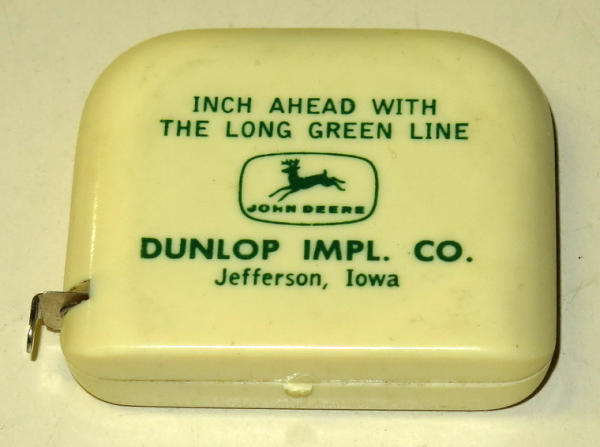 INCH AHEAD WITH
THE LONG GREEN LINE
JOHN DEERE
DUNLOP IMPL. CO.
Jefferson, Iowa